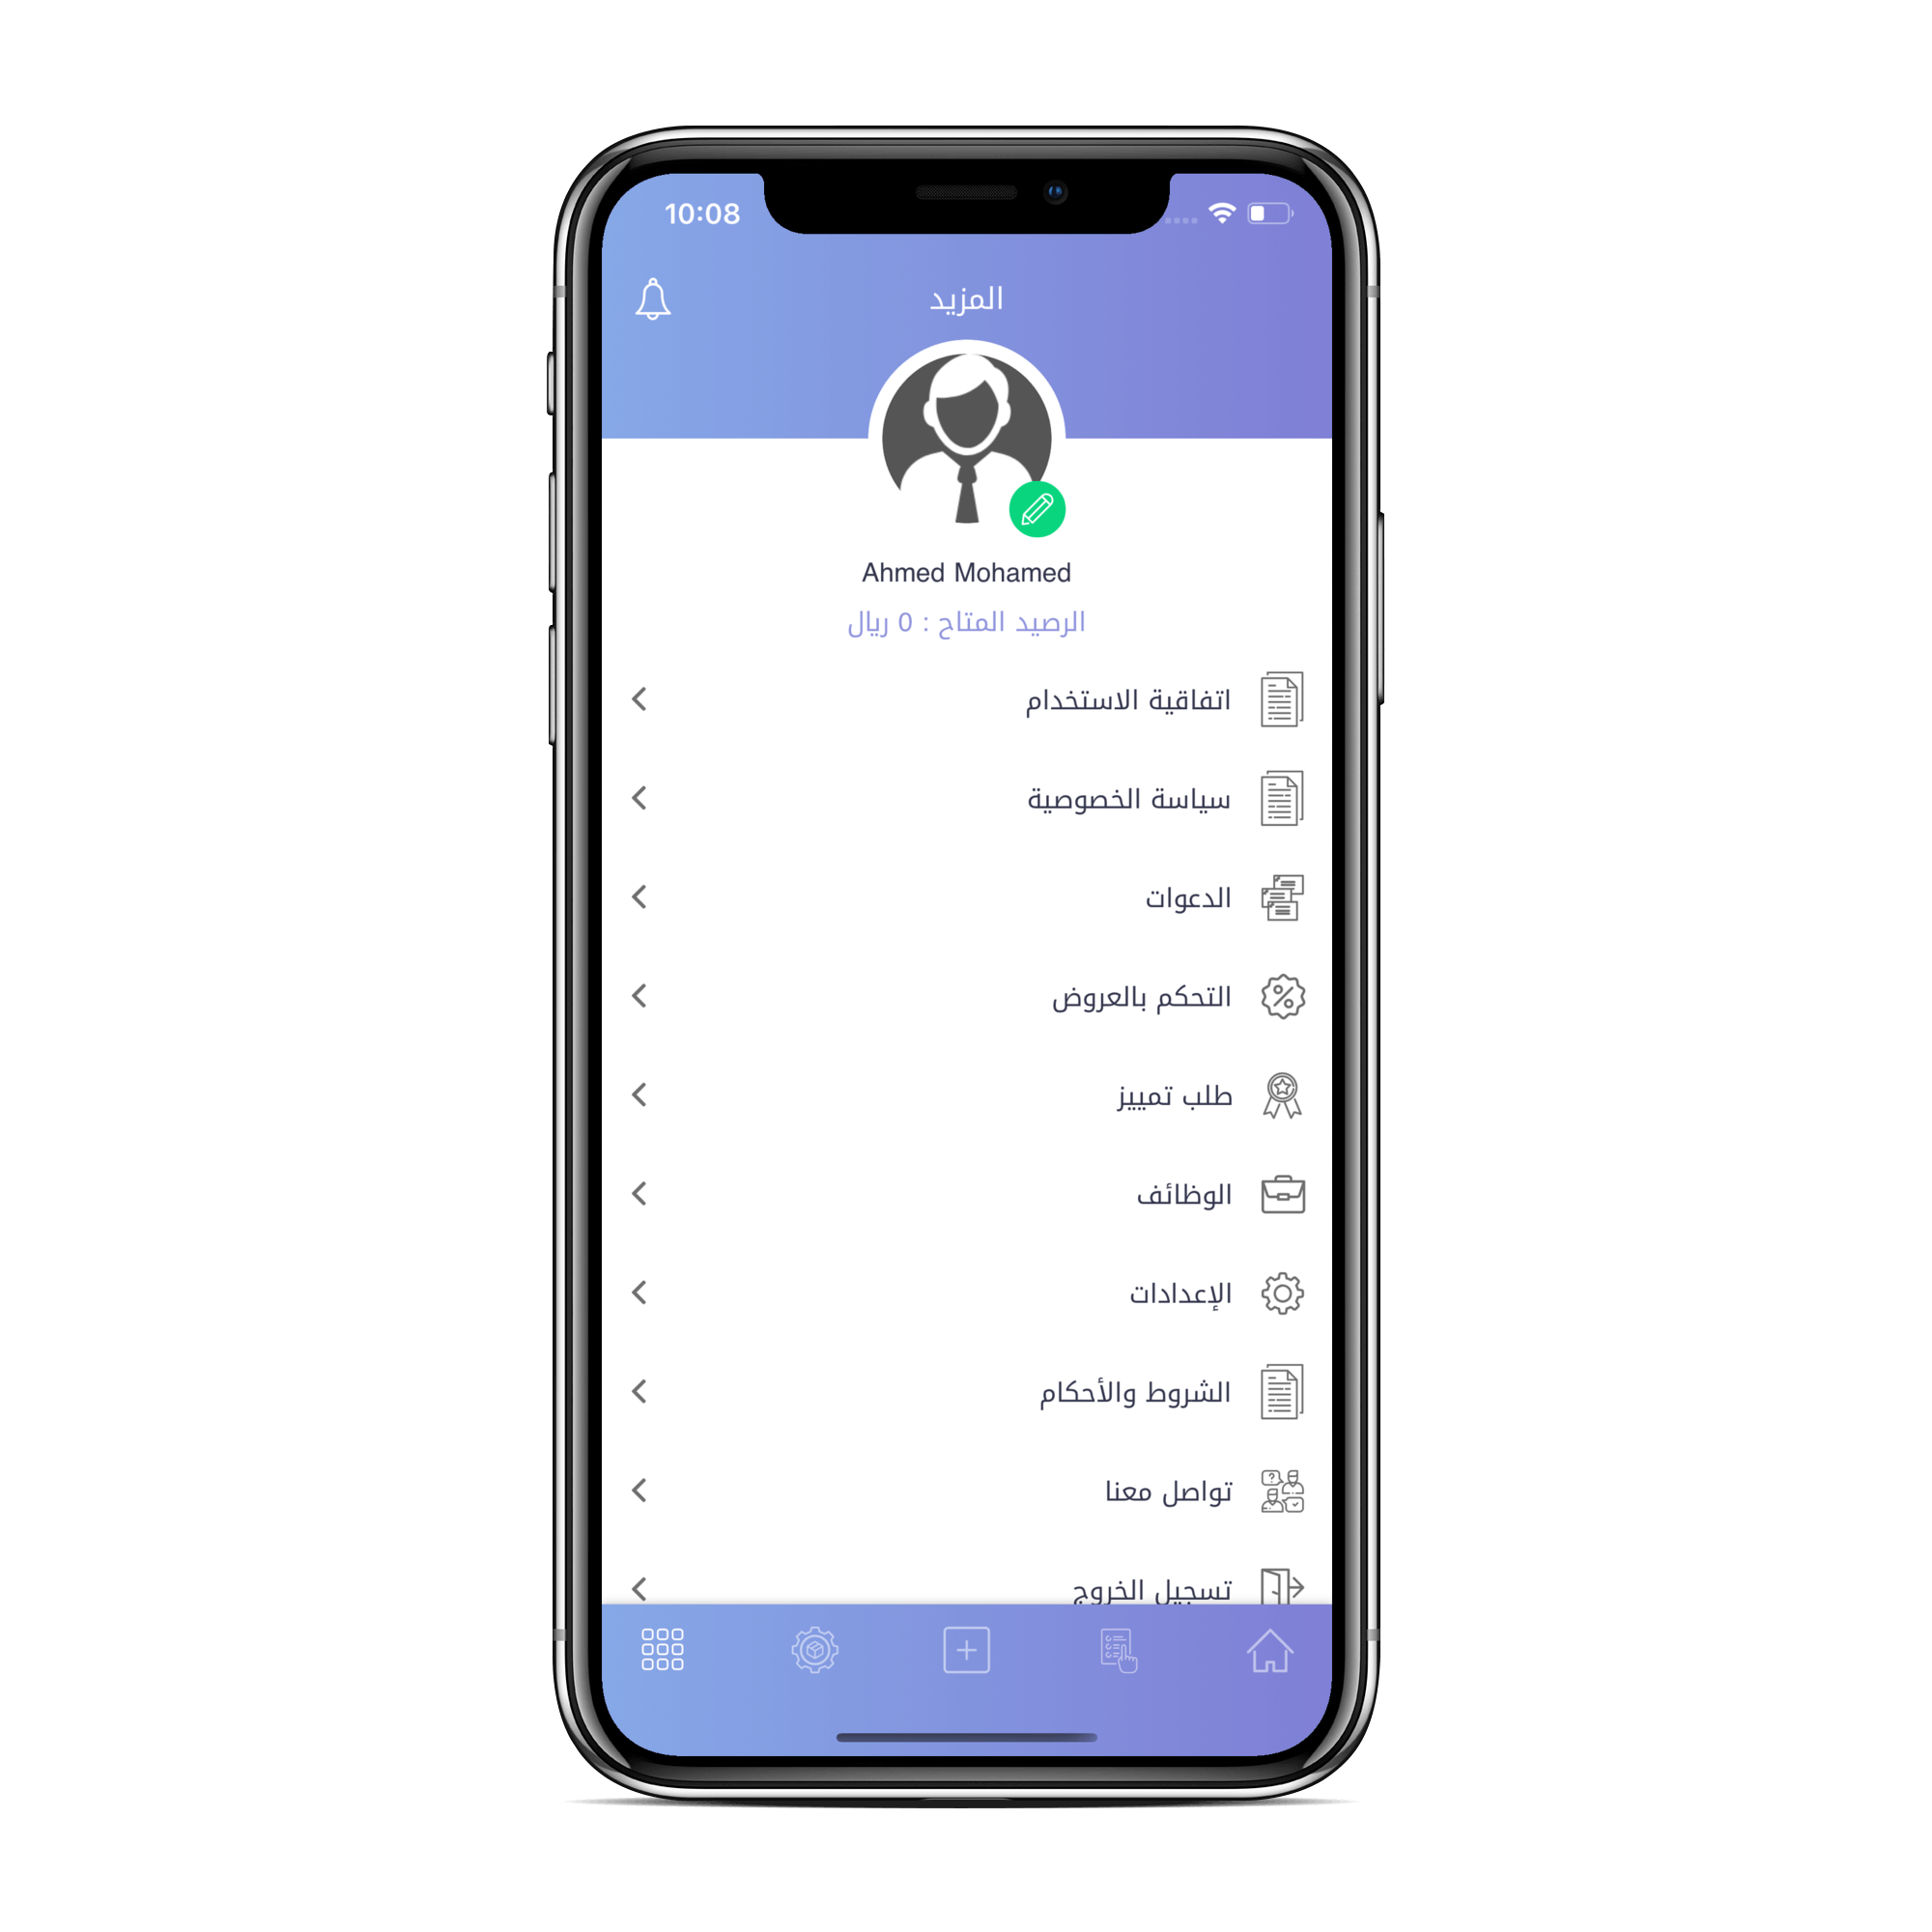 10:08
المزيد
Ahmed Mohamed
الرصيد المتاح : 0 ريال
اتفاقية الاستخدام
سياسة الخصوصية
الدعوات
التحكم بالعروض
طلب تمييز
الوظائف
الإعدادات
الشروط والأحكام
تواصل معنا
تسجيل الخروج